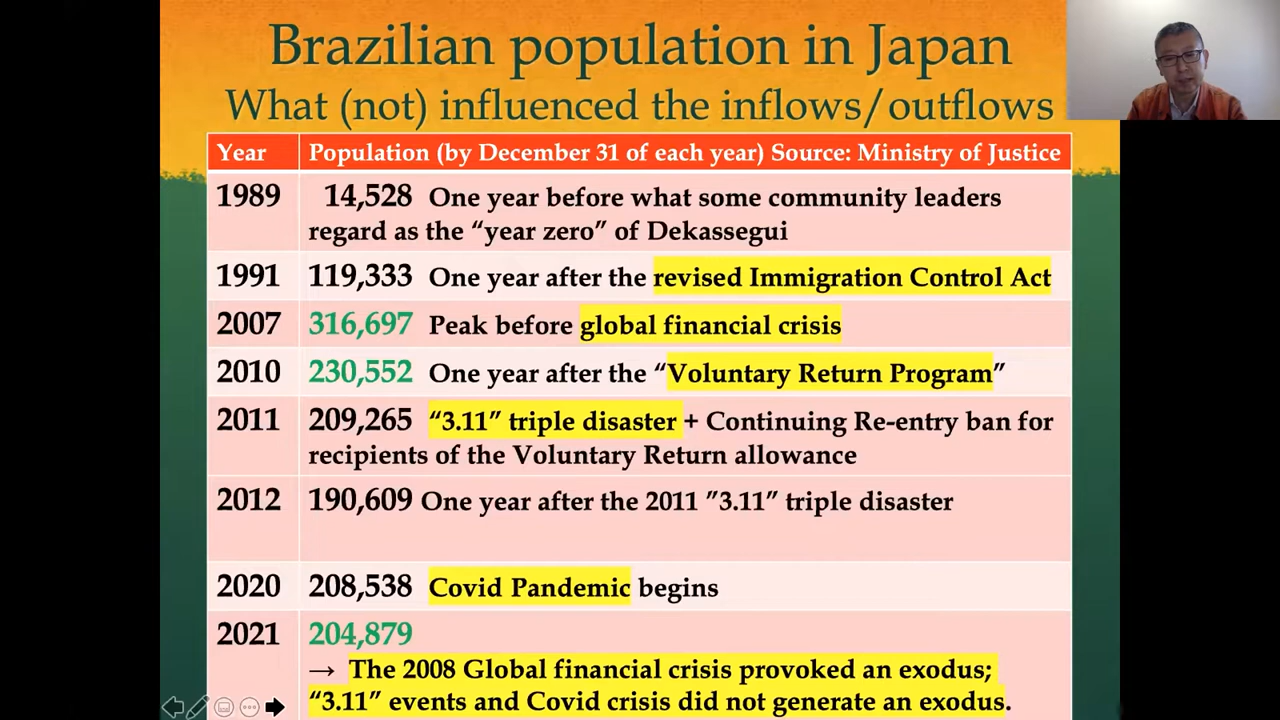 Brazilian population in Japan
What (not) influenced the inflows/outflows
Year Population (by December 31 of each year) Source: Ministry of Justice
1989 14,528 One year before what some community leaders
regard as the “year zero” of Dekassegui
1991 119,333 One year after the revised Immigration Control Act
2007 316,697 Peak before global financial crisis
2010 230,552 One year after the “Voluntary Return Program”
2011 209,265 “3.11” triple disaster + Continuing Re-entry ban for
recipients of the Voluntary Return allowance
2012 190,609 One year after the 2011 ”3.11” triple disaster
2020 208,538 Covid Pandemic begins
2021 204,879
→ The 2008 Global financial crisis provoked an exodus;
“3.11” events and Covid crisis did not generate an exodus.